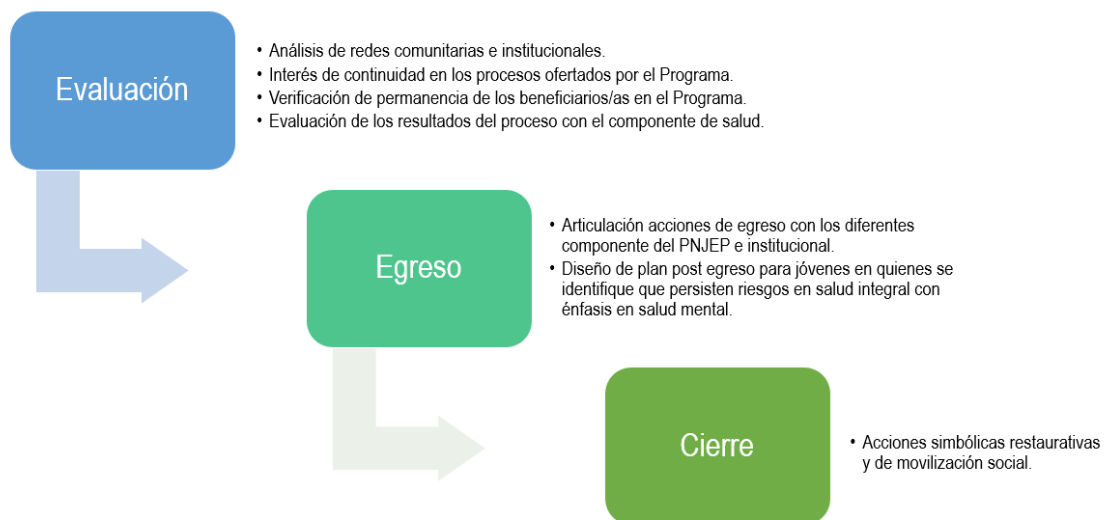 Evaluación
• Análisis de redes comunitarias e institucionales.
• Interés de continuidad en los procesos ofertados por el Programa.
• Verificación de permanencia de los beneficiarios/as en el Programa.
• Evaluación de los resultados del proceso con el componente de salud.
Egreso
• Articulación acciones de egreso con los diferentes
componente del PNJEP e institucional.
• Diseño de plan post egreso para jóvenes en quienes se
identifique que persisten riesgos en salud integral con
énfasis en salud mental.
Cierre
• Acciones simbólicas restaurativas
y de movilización social.